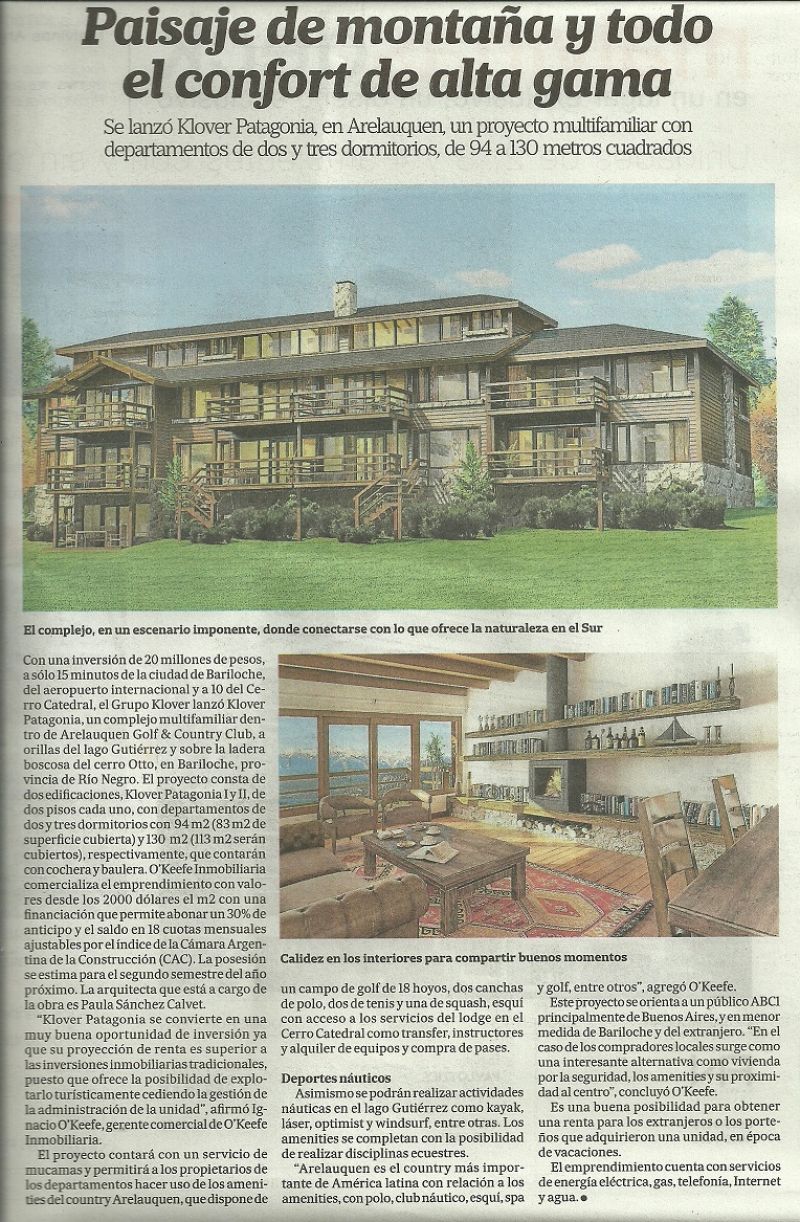 Paisaje de montaña y todo
el confort de alta gama
Se lanzó Klover Patagonia, en Arelauquen, un proyecto multifamiliar con
departamentos de dos y tres dormitorios, de 94 a 130 metros cuadrados
El complejo, en un escenario imponente, donde conectarse con lo que ofrece la naturaleza en el Sur
Con una inversión de 20 millones de pesos,
a sólo 15 minutos de la ciudad de Bariloche,
del aeropuerto internacional y a 10 del Ce-
rro Catedral, el Grupo Klover lanzó Klover
Patagonia, un complejo multifamiliar den-
tro de Arelauquen Golf & Country Club, a
orillas del lago Gutiérrez y sobre la ladera
boscosa del cerro Otto, en Bariloche, pro-
vincia de Río Negro. El proyecto consta de
dos edificaciones, Klover Patagonia I y II, de
dos pisos cada uno, con departamentos de
dos y tres dormitorios con 94 m2 (83 m2 de
superficie cubierta) y 130 m2 (113 m2 serán
cubiertos), respectivamente, que contarán
con cochera y baulera. O'Keefe Inmobiliaria
comercializa el emprendimiento con valo-
res desde los 2000 dólares el m2 con una
financiación que permite abonar un 30% de
anticipo y el saldo en 18 cuotas mensuales
ajustables por el índice de la Cámara Argen-
tina de la Construcción (CAC). La posesión
se estima para el segundo semestre del año
próximo. La arquitecta que está a cargo de
la obra es Paula Sánchez Calvet.
“Klover Patagonia se convierte en una
muy buena oportunidad de inversión ya
que su proyección de renta es superior a
las inversiones inmobiliarias tradicionales,
puesto que ofrece la posibilidad de explo-
tarlo turísticamente cediendo la gestión de
la administración de la unidad”, afirmó Ig-
nacio O'Keefe, gerente comercial de O'Keefe
Inmobiliaria.
El proyecto contará con un servicio de
mucamas y permitirá a los propietarios de
los departamentos hacer uso de los ameni-
ties del country Arelauquen, que dispone de
Calidez en los interiores para compartir buenos momentos
un campo de golf de 18 hoyos, dos canchas
de polo, dos de tenis y una de squash, esquí
con acceso a los servicios del lodge en el
Cerro Catedral como transfer, instructores
y alquiler de equipos y compra de pases.
Deportes náuticos
Asimismo se podrán realizar actividades
náuticas en el lago Gutiérrez como kayak,
láser, optimist y windsurf, entre otras. Los
amenities se completan con la posibilidad
de realizar disciplinas ecuestres.
“Arelauquen es el country más impor-
tante de América latina con relación a los
amenities, con polo, club náutico, esquí, spa
y golf, entre otros”, agregó O'Keefe.
Este proyecto se orienta a un público ABC1
principalmente de Buenos Aires, y en menor
medida de Bariloche y del extranjero. “En el
caso de los compradores locales surge como
una interesante alternativa como vivienda
por la seguridad, los amenities y su proximi-
dad al centro”, concluyó O'Keefe.
Es una buena posibilidad para obtener
una renta para los extranjeros o los porte-
ños que adquirieron una unidad, en época
de vacaciones.
El emprendimiento cuenta con servicios
de energía eléctrica, gas, telefonía, Internet
y agua. ●